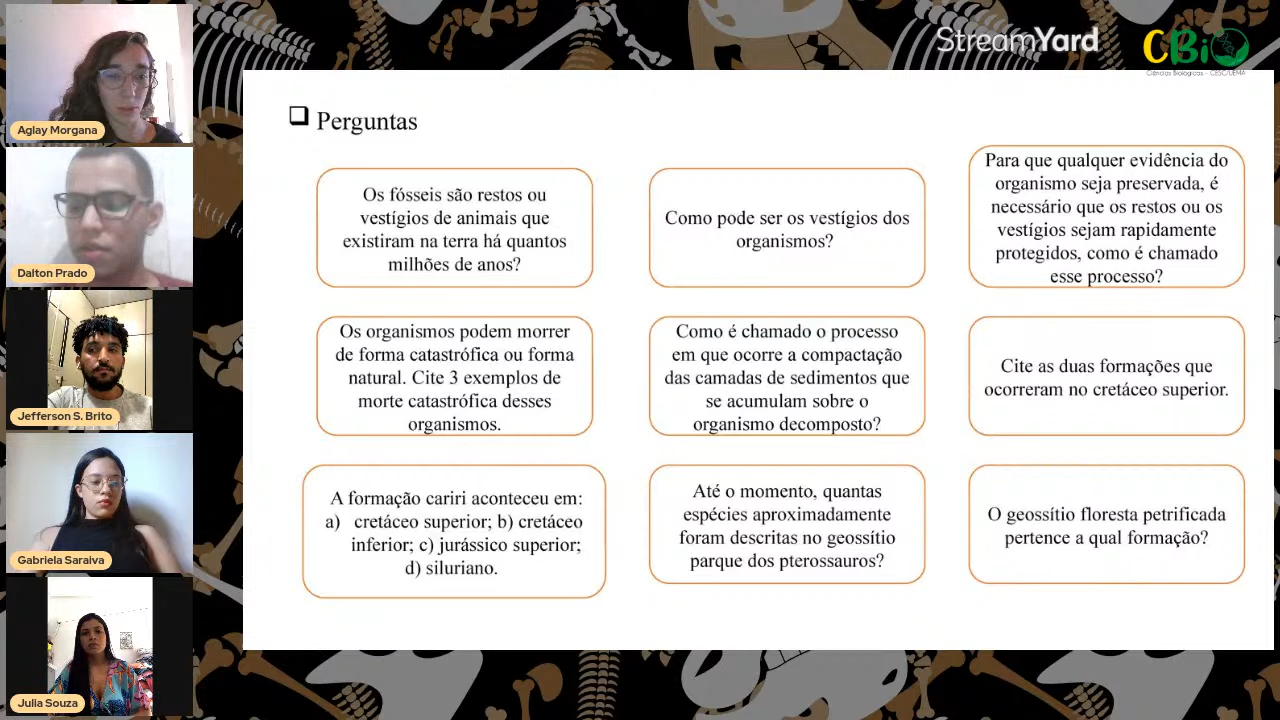 StreamYard
CBiO
Ciências Biológicas - CESC/UEMA
Aglay Morgana
Dalton Prado
Jefferson S. Brito
Gabriela Saraiva
Julia Souza
Perguntas
Os fósseis são restos ou
vestígios de animais que
existiram na terra há quantos
milhões de anos?
Como pode ser os vestígios dos
organismos?
Para que qualquer evidência do
organismo seja preservada, é
necessário que os restos ou os
vestígios sejam rapidamente
protegidos, como é chamado
esse processo?
Os organismos podem morrer
de forma catastrófica ou forma
natural. Cite 3 exemplos de
morte catastrófica desses
organismos.
Como é chamado o processo
em que ocorre a compactação
das camadas de sedimentos que
se acumulam sobre o
organismo decomposto?
Cite as duas formações que
ocorreram no cretáceo superior.
A formação cariri aconteceu em:
a) cretáceo superior; b) cretáceo
inferior; c) jurássico superior;
d) siluriano.
Até o momento, quantas
espécies aproximadamente
foram descritas no geossítio
parque dos pterossauros?
O geossítio floresta petrificada
pertence a qual formação?